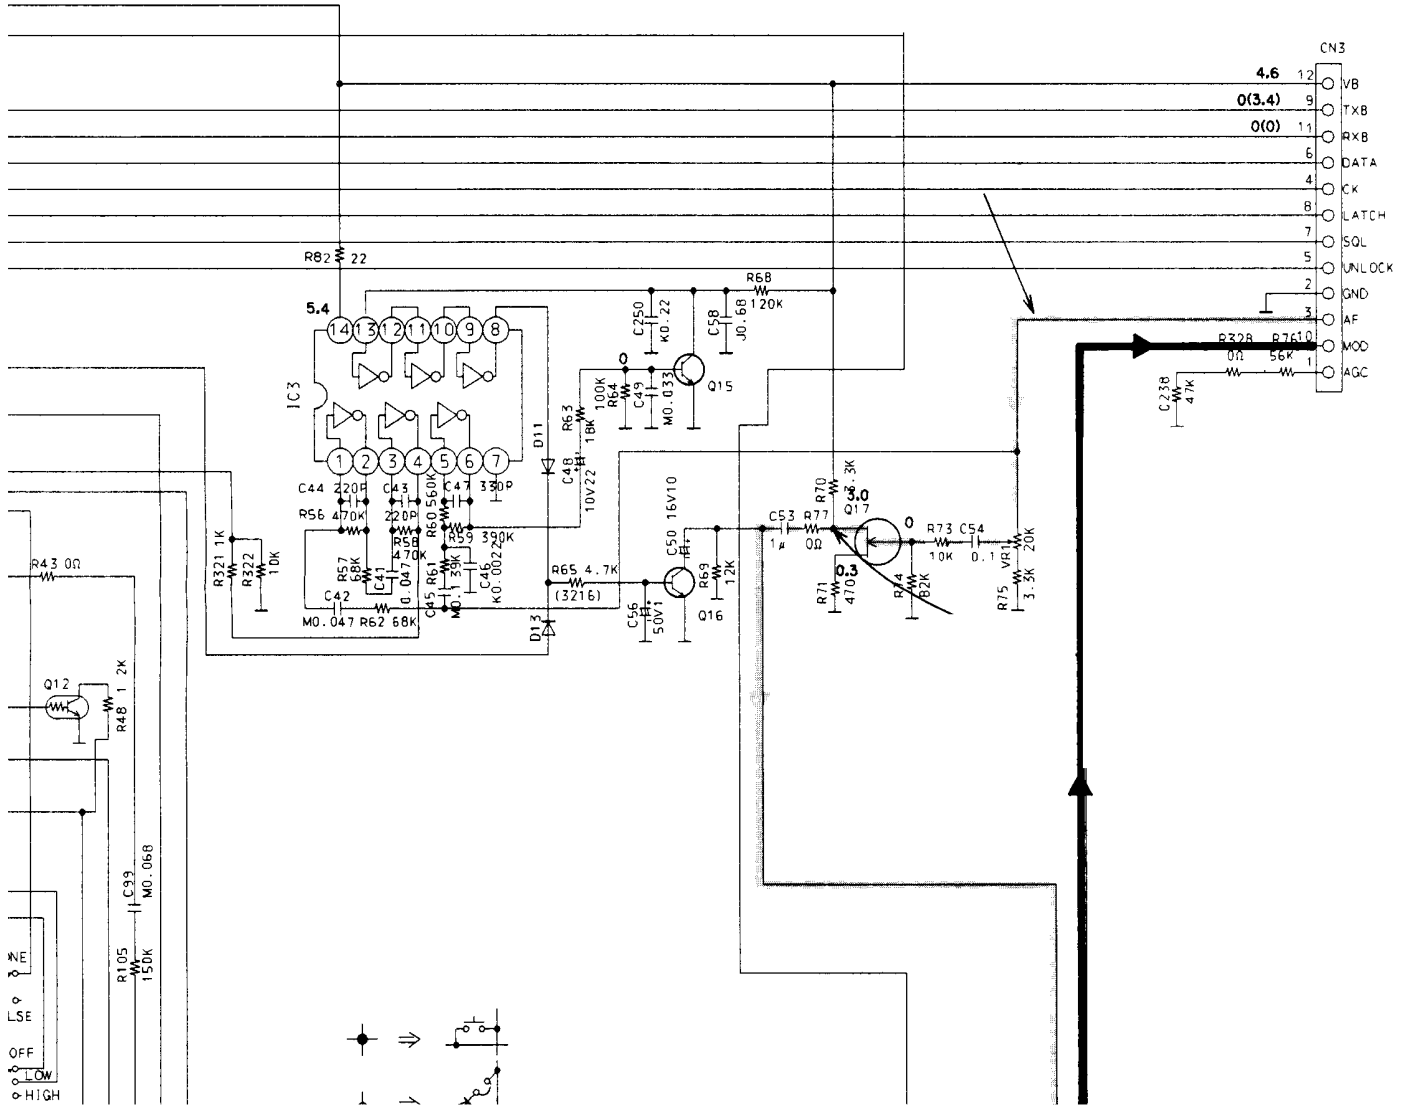 CN3
4.6 12 VB
0(3.4) 9 TXB
0(0) 11 RXB
6 DATA
4 CK
8 LATCH
7 SQL
5 UNLOCK
2 GND
3 AF
R328 R76 10 MOD
0Ω 56K 1 AGC
C238
47K
R82 22
5.4
14 13 12 11 10 9 8
IC3
1 2 3 4 5 6 7
R68
120K
C250
K0.22
C58
J0.68
0
Q15
100K
R64
C49
M0.033
R63
18K
D11
C48
10V22
C44 220P C43
R56 470K 220P
R60 560K
C47 330P
R59 390K
R58
470K
R57
68K
C41
0.047
R61
39K
C45
M0.1
C46
K0.0022
C42
M0.047 R62 68K
R321 1K
R322
10K
R43 0Ω
R65 4.7K
(3216)
C56
50V1
D13
Q16
C50 16V10
R69
12K
C53 R77
1μ 0Ω
R70
3.0
Q17
0
0.3
R71
470
82K
R73 C54
10K 0.1
VR1
20K
R75
3.3K
Q12
R48 1 2K
C99
M0.068
R105
150K
NE
LSE
OFF
LOW
HIGH